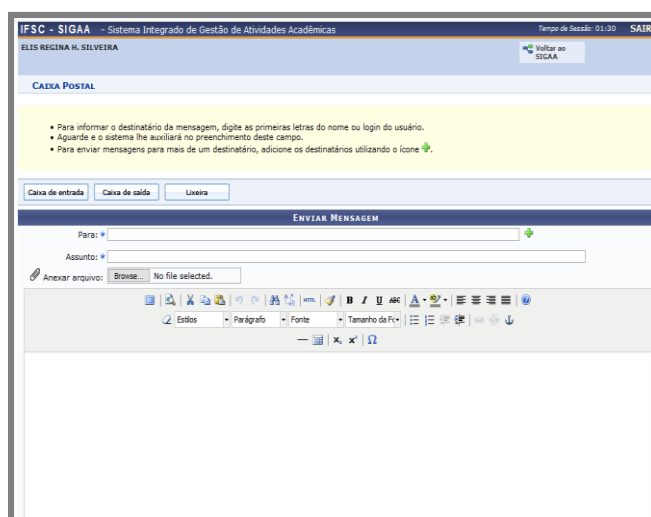 IFSC - SIGAA - Sistema Integrado de Gestão de Atividades Acadêmicas Tempo de Sessão: 01:30 SAIR
ELIS REGINA H. SILVEIRA
Voltar ao
SIGAA
CAIXA POSTAL
• Para informar o destinatário da mensagem, digite as primeiras letras do nome ou login do usuário.
• Aguarde e o sistema lhe auxiliará no preenchimento deste campo.
• Para enviar mensagens para mais de um destinatário, adicione os destinatários utilizando o ícone .
Caixa de entrada Caixa de saída Lixeira
ENVIAR MENSAGEM
Para:
Assunto:
Anexar arquivo: Browse... No file selected.
HTML B I U ABC A ab
Estilos Parágrafo Fonte Tamanho da Fo
x, x² Ω